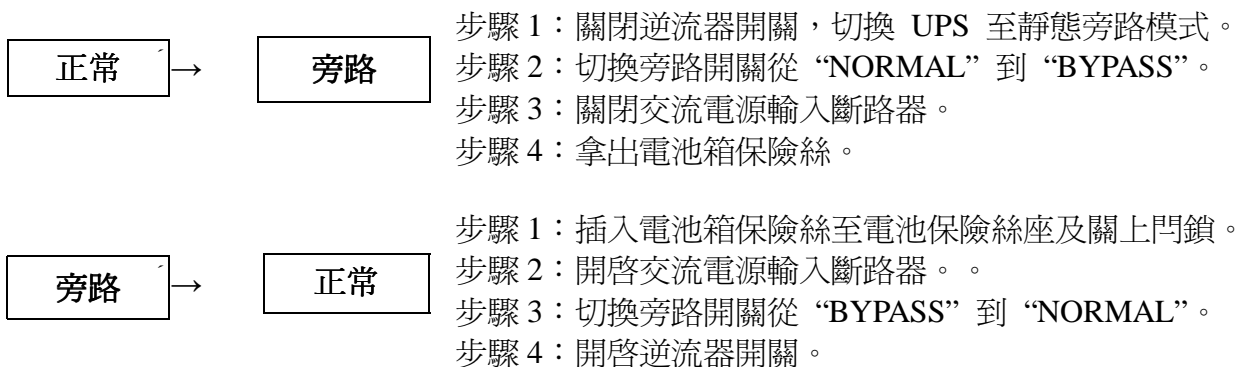 步驟 1：關閉逆流器開關，切換 UPS 至靜態旁路模式。
正常 → 旁路
步驟 2：切換旁路開關從 “NORMAL” 到 “BYPASS”。
步驟 3：關閉交流電源輸入斷路器。
步驟 4：拿出電池箱保險絲。
步驟 1：插入電池箱保險絲至電池保險絲座及關上閂鎖。
旁路 → 正常
步驟 2：開啓交流電源輸入斷路器。。
步驟 3：切換旁路開關從 “BYPASS” 到 “NORMAL”。
步驟 4：開啓逆流器開關。